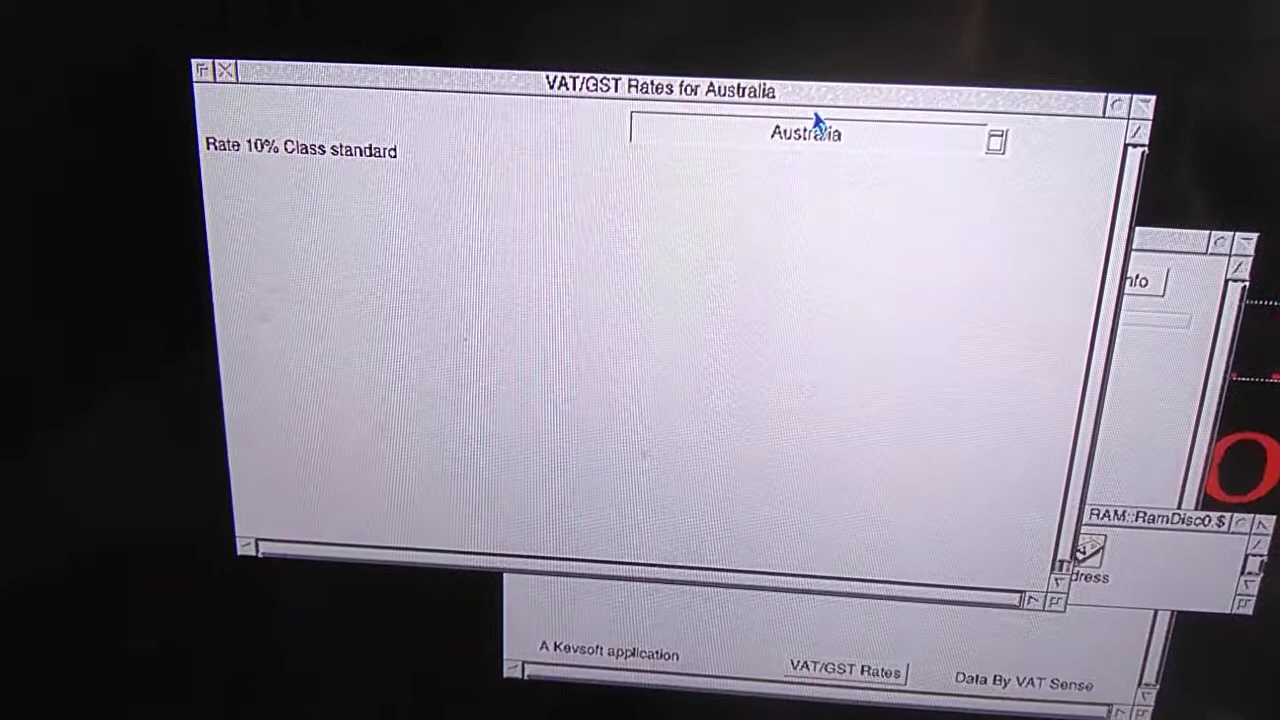 VAT/GST Rates for Australia
Australia
Rate 10% Class standard
nfo
O
RAM::RamDisc0.$
dress
A Kevsoft application
VAT/GST Rates
Data By VAT Sense